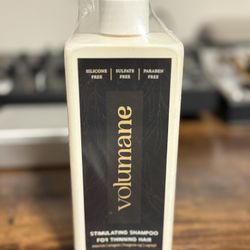 SILICONE FREE
SULFATE FREE
PARABEN FREE
volumane
STIMULATING SHAMPOO
FOR THINNING HAIR